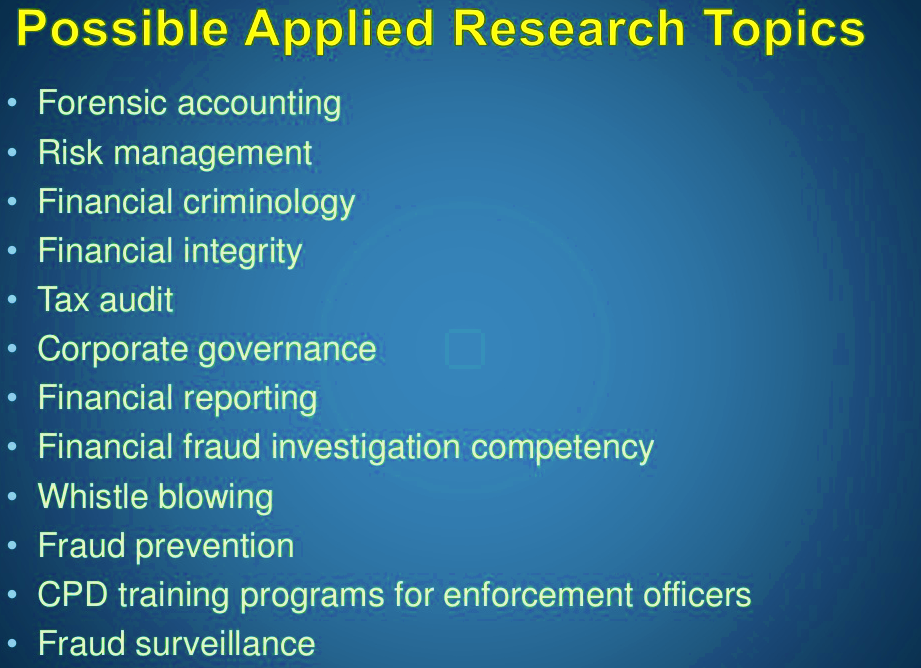 Possible Applied Research Topics
• Forensic accounting
• Risk management
• Financial criminology
• Financial integrity
• Tax audit
• Corporate governance
• Financial reporting
• Financial fraud investigation competency
• Whistle blowing
• Fraud prevention
• CPD training programs for enforcement officers
• Fraud surveillance